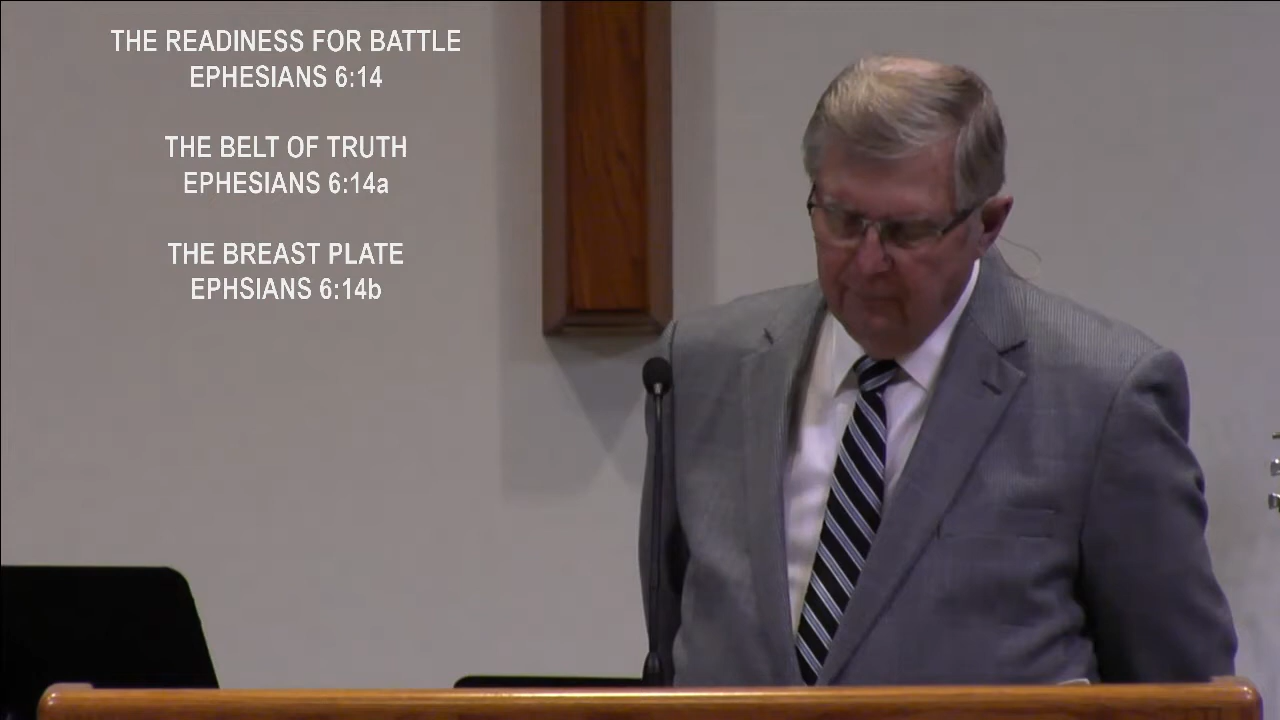 THE READINESS FOR BATTLE
EPHESIANS 6:14
THE BELT OF TRUTH
EPHESIANS 6:14a
THE BREAST PLATE
EPHSIANS 6:14b